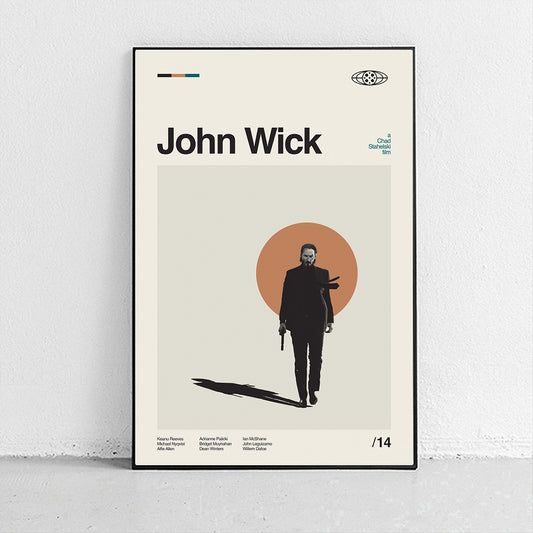 John Wick
a
Chad
Stahelski
film
Keanu Reeves
Michael Nyqvist
Alfie Allen
Adrianne Palicki
Bridget Moynahan
Dean Winters
Ian McShane
John Leguizamo
Willem Dafoe
/14